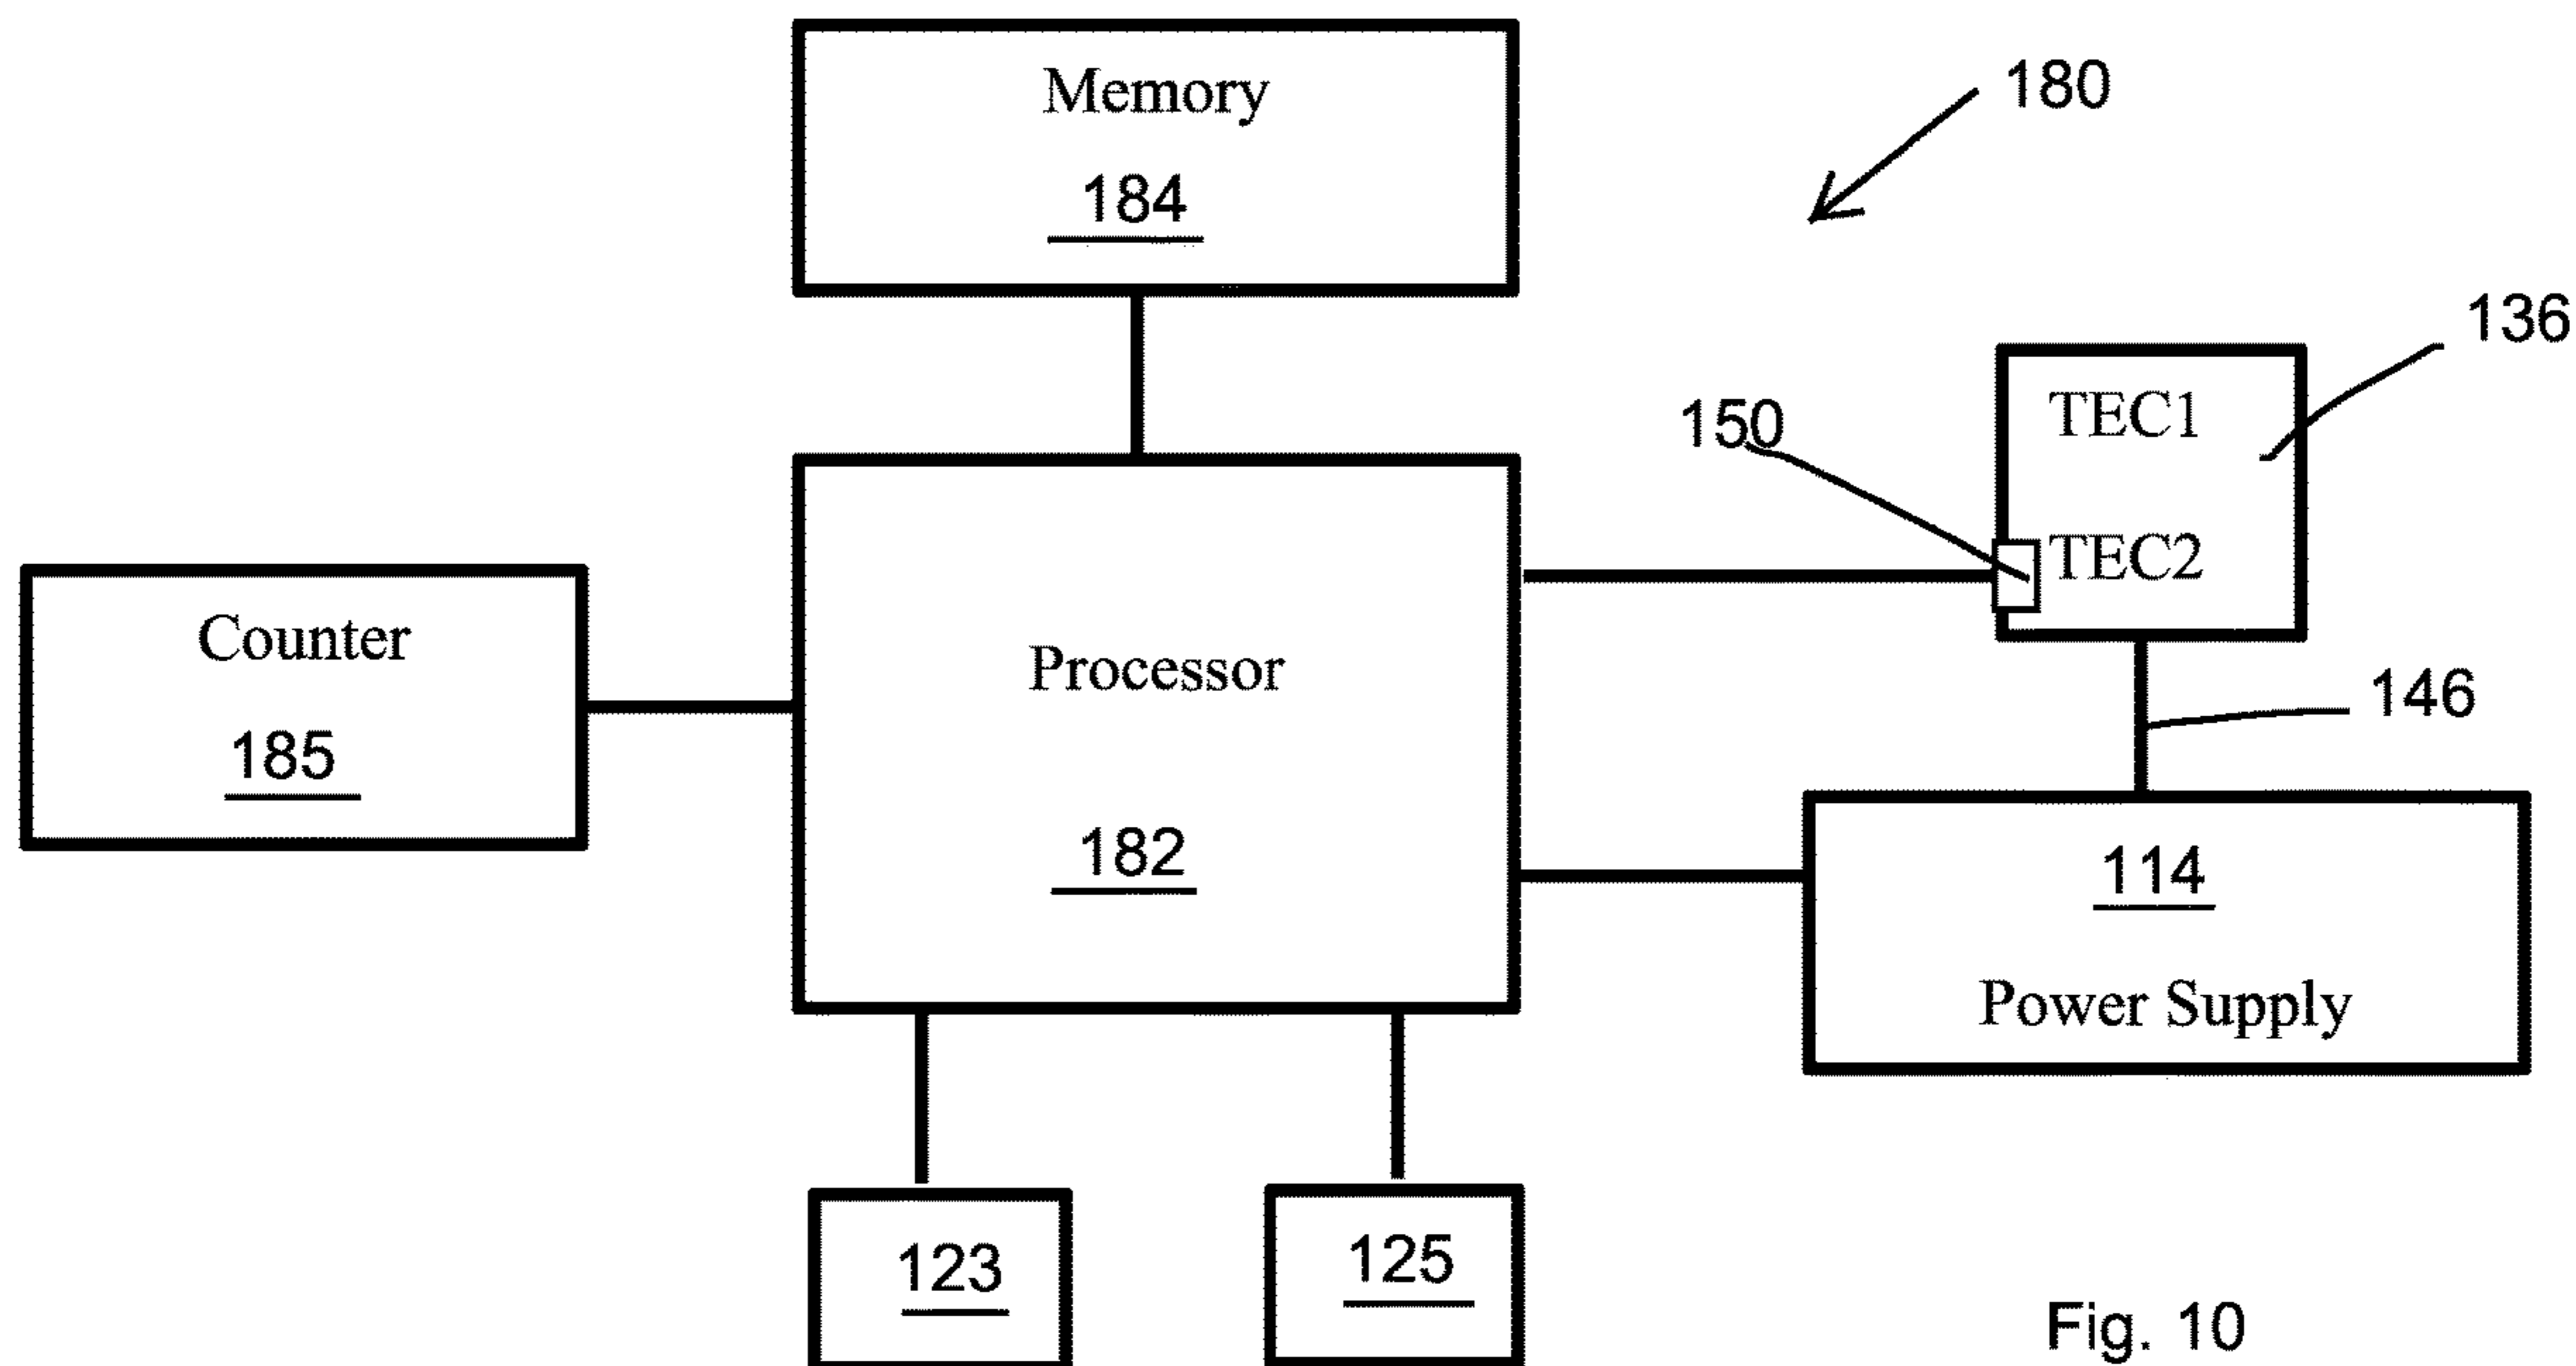 Memory
184
180
136
TEC1
150
TEC2
Counter
185
Processor
182
146
114
Power Supply
123
125
Fig. 10